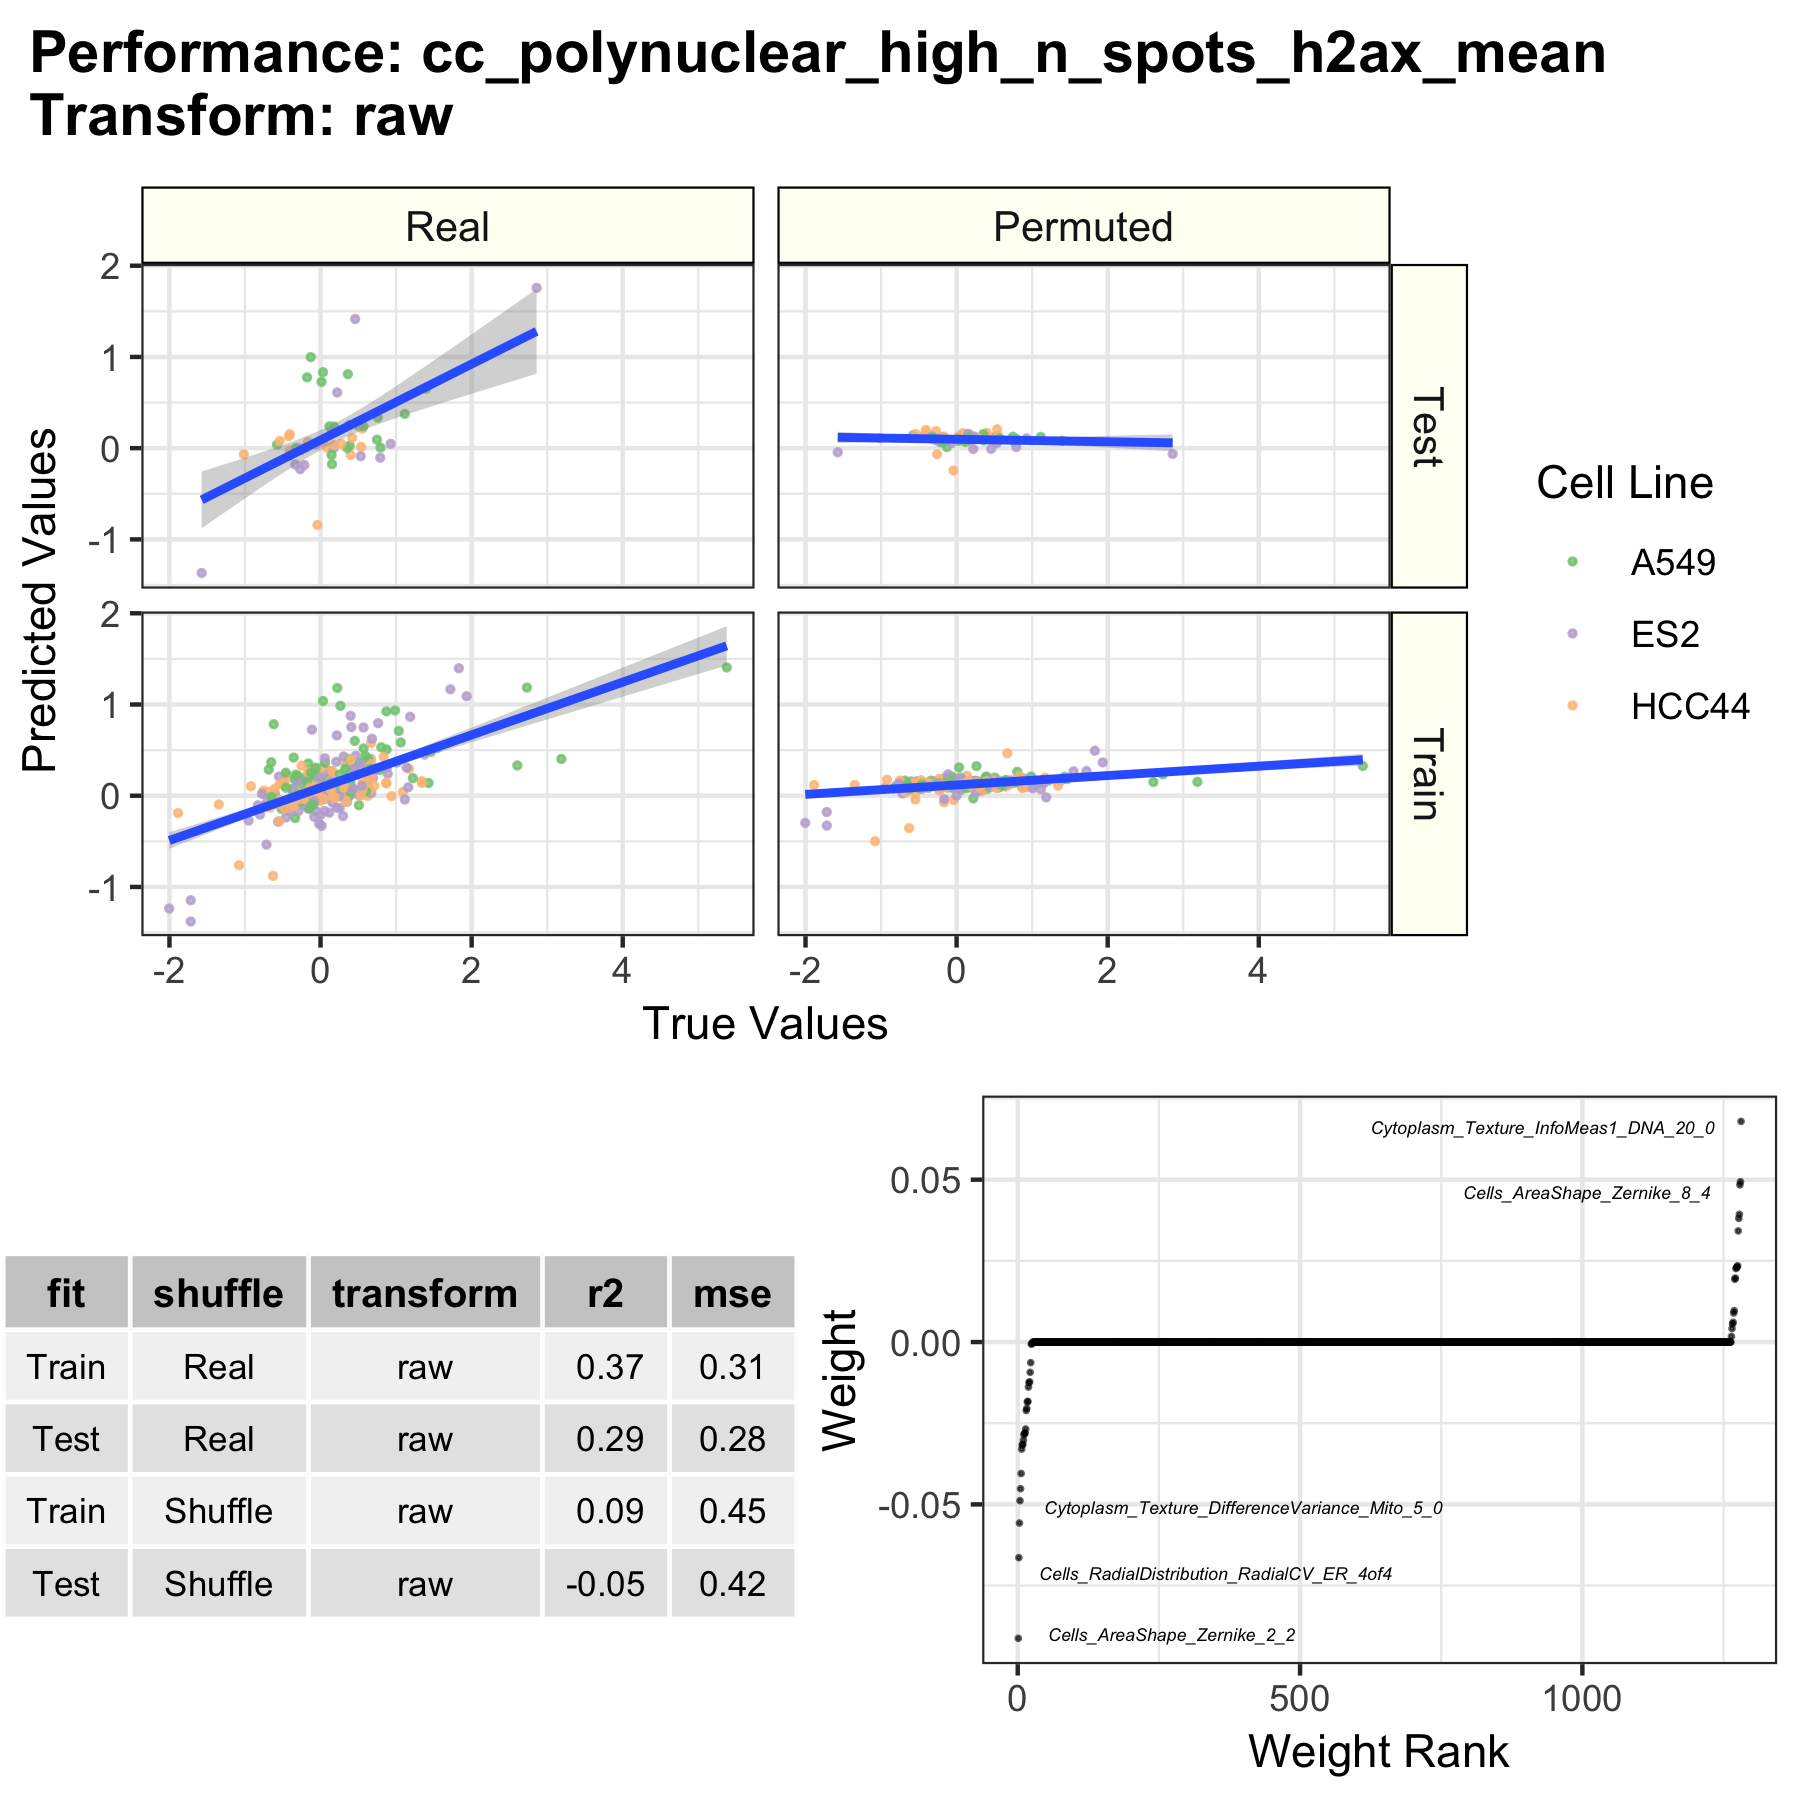 Performance: cc_polynuclear_high_n_spots_h2ax_mean
Transform: raw
Real
Permuted
2
1
0
-1
Test
2
1
0
-1
Train
-2
0
2
4
-2
0
2
4
Predicted Values
True Values
Cell Line
A549
ES2
HCC44
fit shuffle transform r2 mse
Train Real raw 0.37 0.31
Test Real raw 0.29 0.28
Train Shuffle raw 0.09 0.45
Test Shuffle raw -0.05 0.42
Weight
0.05
0.00
-0.05
Cytoplasm_Texture_InfoMeas1_DNA_20_0
Cells_AreaShape_Zernike_8_4
Cytoplasm_Texture_DifferenceVariance_Mito_5_0
Cells_RadialDistribution_RadialCV_ER_4of4
Cells_AreaShape_Zernike_2_2
0
500
1000
Weight Rank